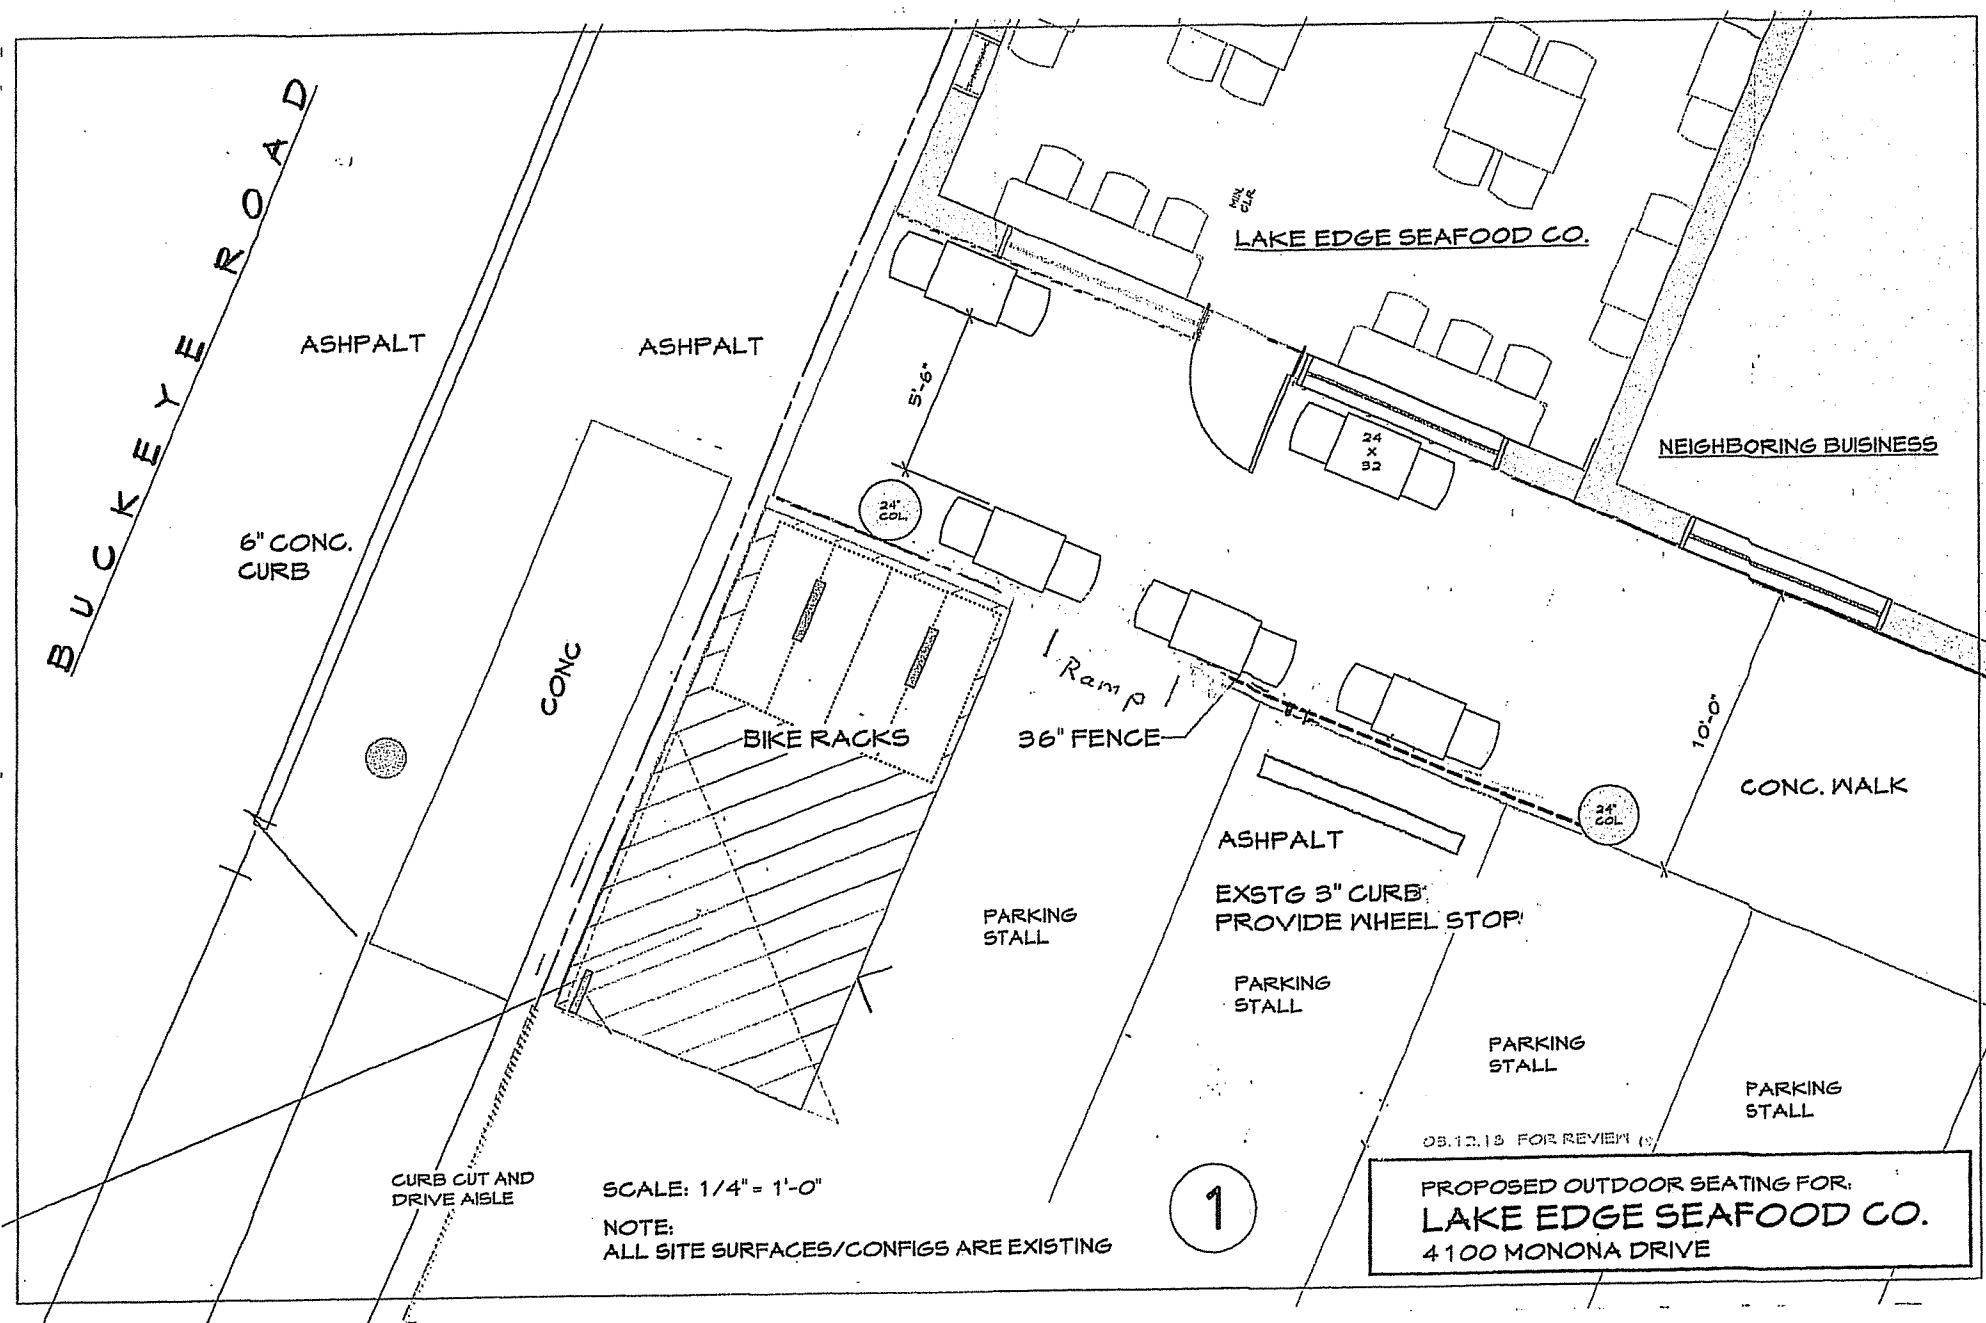 BUCKEYE ROAD
MIN.
CLR.
LAKE EDGE SEAFOOD CO.
ASHPALT
ASHPALT
5'-6"
24
X
32
NEIGHBORING BUISINESS
24"
COL.
6" CONC.
CURB
CONC
Ramp
BIKE RACKS
36" FENCE
10'-0"
CONC. WALK
24"
COL.
ASHPALT
EXSTG 3" CURB;
PROVIDE WHEEL STOP
PARKING
STALL
PARKING
STALL
PARKING
STALL
PARKING
STALL
FOR REVIEW
CURB CUT AND
DRIVE AISLE
SCALE: 1/4" = 1'-0"
NOTE:
ALL SITE SURFACES/CONFIGS ARE EXISTING
1
PROPOSED OUTDOOR SEATING FOR:
LAKE EDGE SEAFOOD CO.
4100 MONONA DRIVE